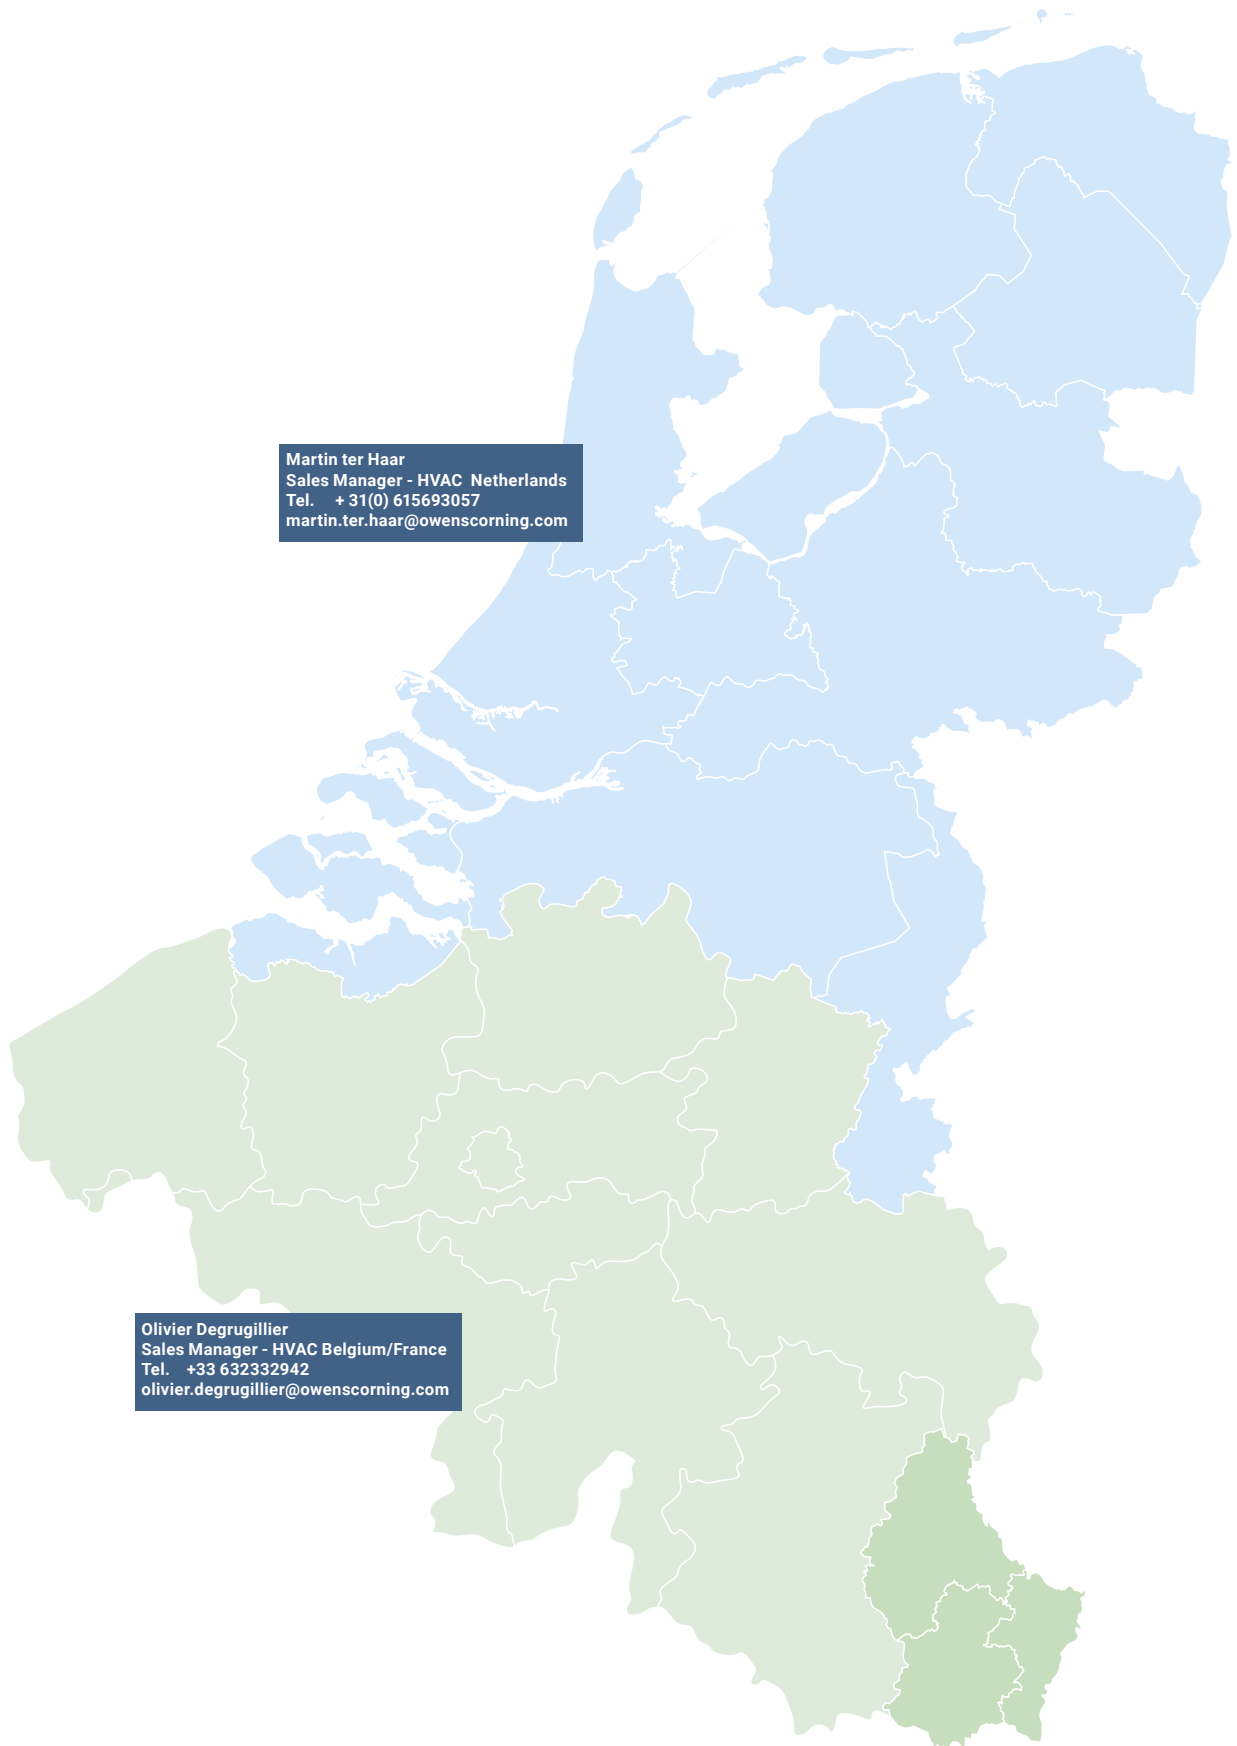 Martin ter Haar
Sales Manager - HVAC  Netherlands
Tel.    + 31(0) 615693057
martin.ter.haar@owenscorning.com
Olivier Degrugillier
Sales Manager - HVAC Belgium/France
Tel.    +33 632332942
olivier.degrugillier@owenscorning.com